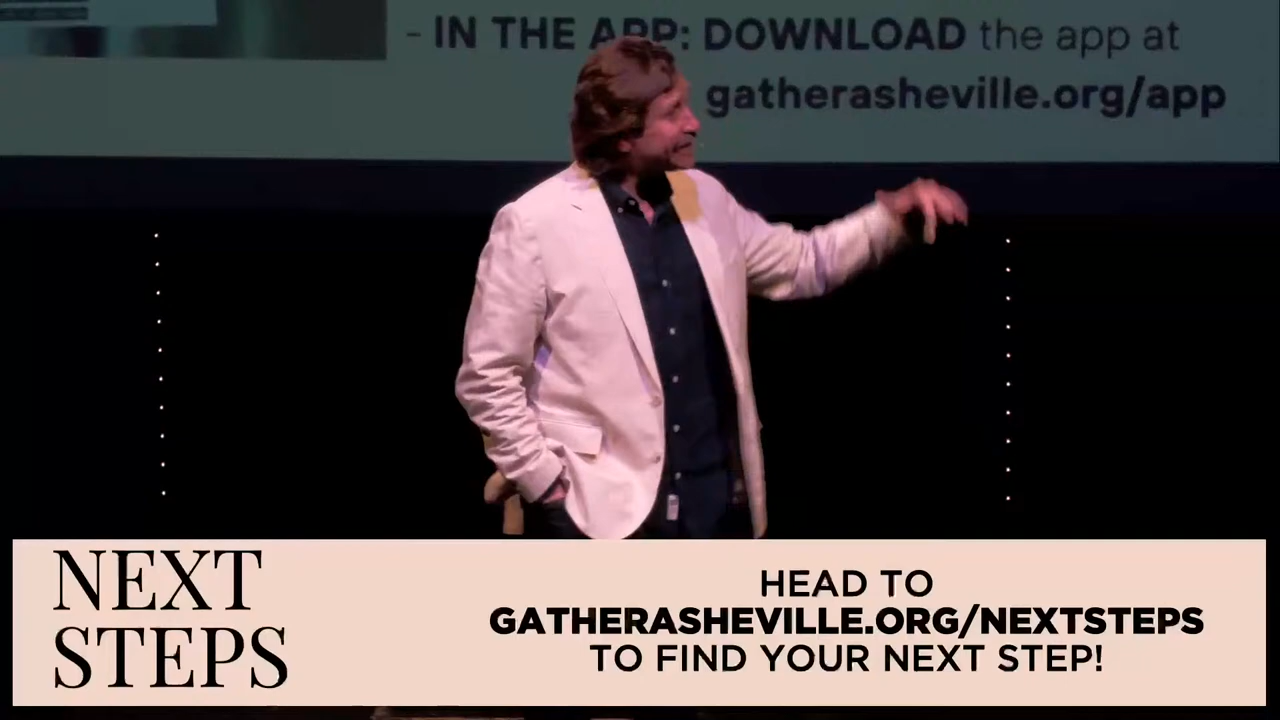 - IN THE APP: DOWNLOAD the app at
gatherasheville.org/app
NEXT
STEPS
HEAD TO
GATHERASHEVILLE.ORG/NEXTSTEPS
TO FIND YOUR NEXT STEP!